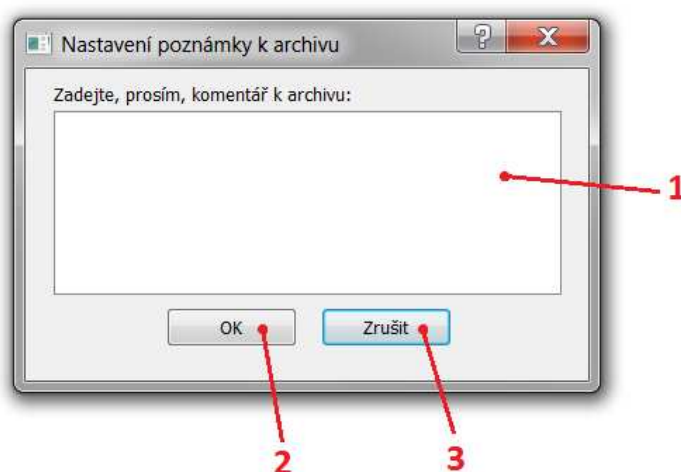 Nastavení poznámky k archivu
Zadejte, prosím, komentář k archivu:
1
OK
Zrušit
2
3